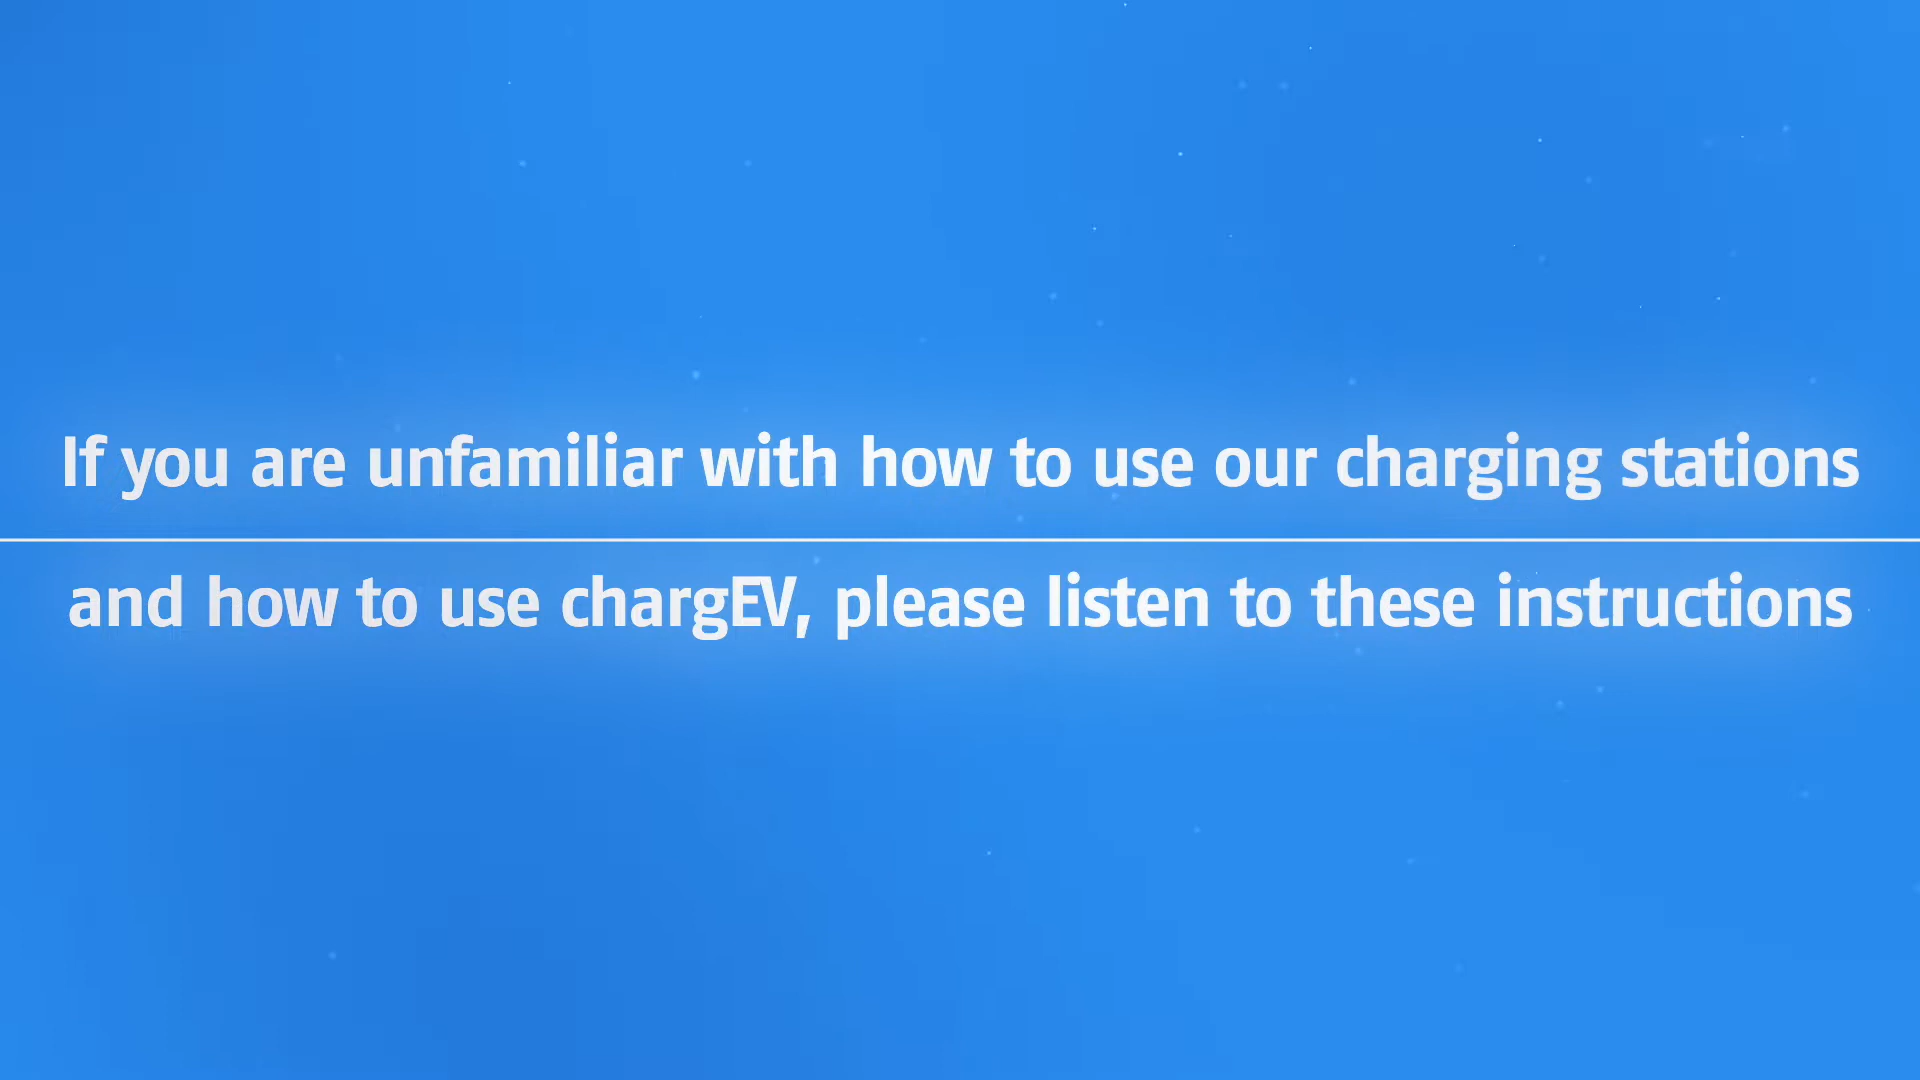 If you are unfamiliar with how to use our charging stations
and how to use chargEV, please listen to these instructions